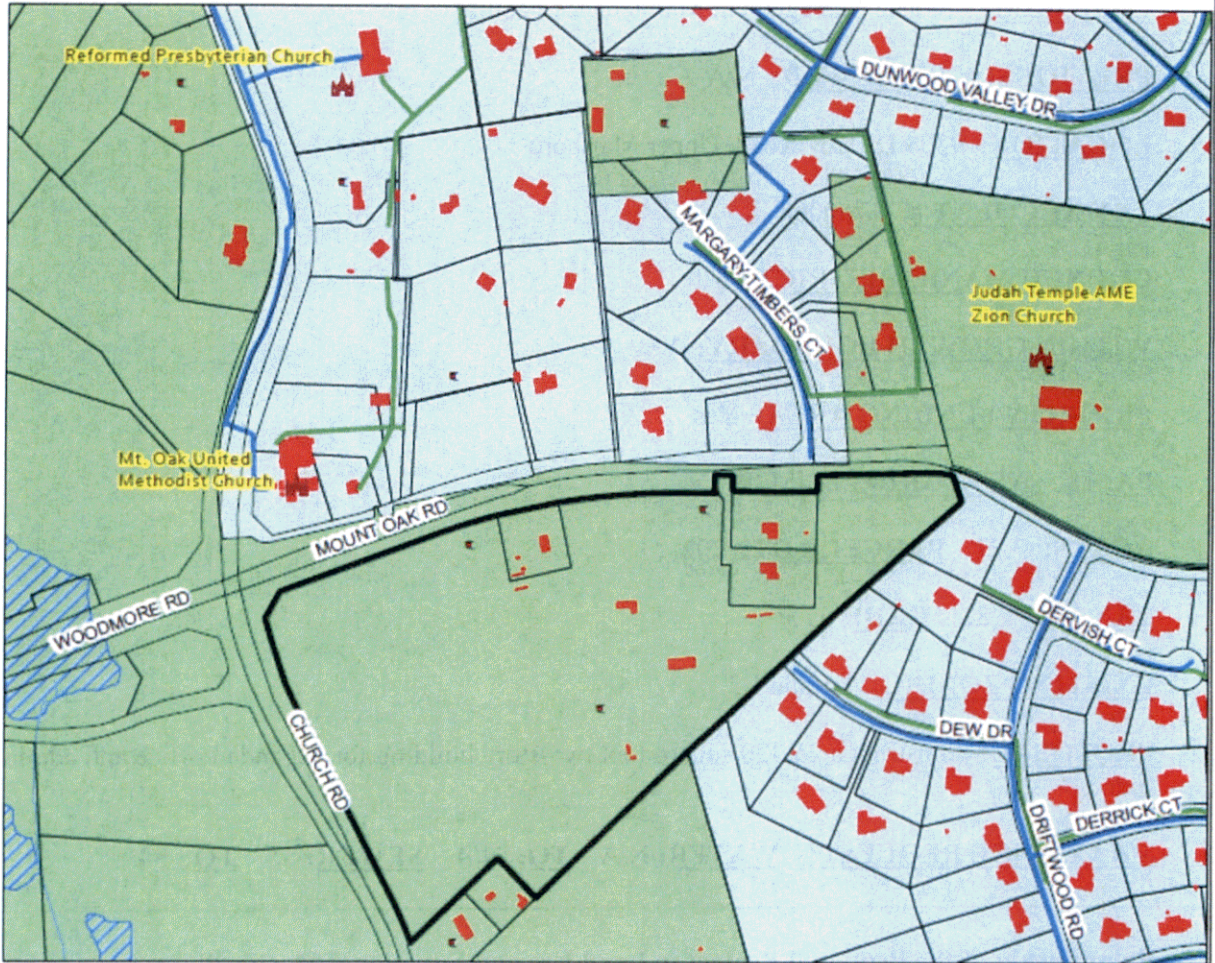 Reformed Presbyterian Church
DUNWOOD VALLEY DR
MARGARY-TIMBERS CT
Judah Temple AME
Zion Church
Mt. Oak United
Methodist Church
MOUNT OAK RD
WOODMORE RD
DERVISH CT
CHURCH RD
DEW DR
DERRICK CT
DRIFTWOOD RD